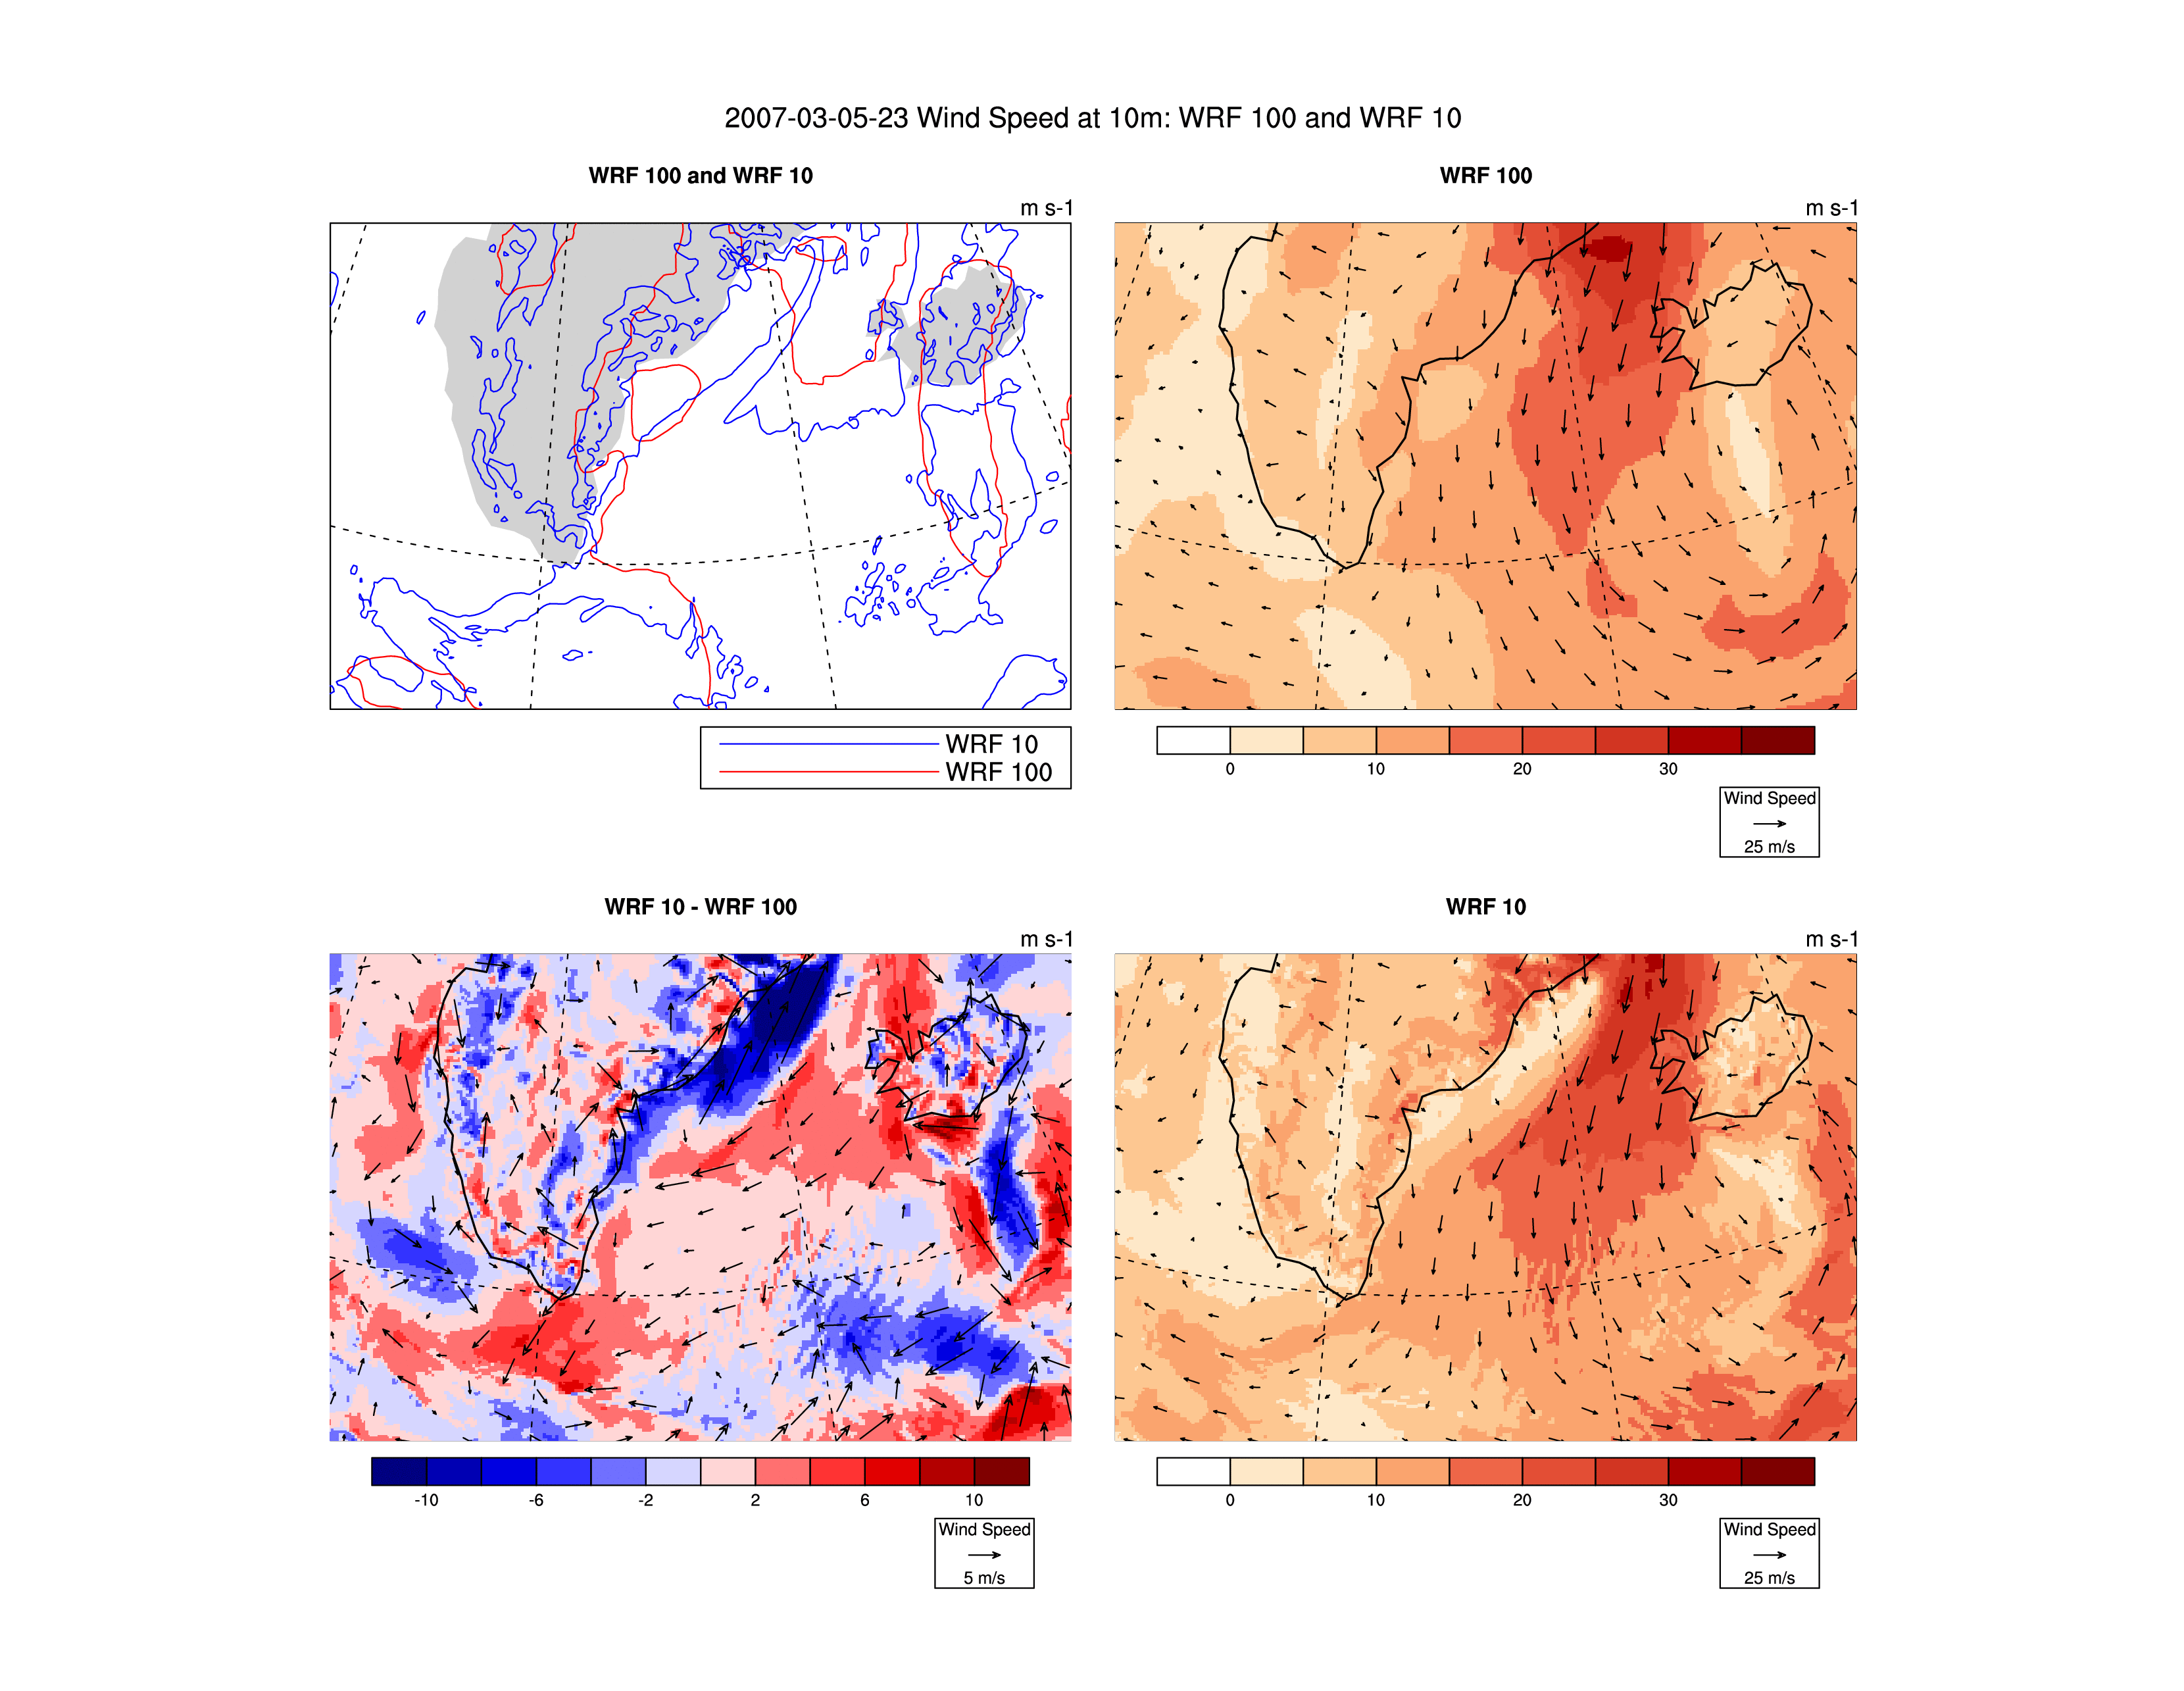 2007-03-05-23 Wind Speed at 10m: WRF 100 and WRF 10
WRF 100 and WRF 10
m s-1
WRF 10
WRF 100
WRF 100
m s-1
0 10 20 30
Wind Speed
25 m/s
WRF 10 - WRF 100
m s-1
-10 -6 -2 2 6 10
Wind Speed
5 m/s
WRF 10
m s-1
0 10 20 30
Wind Speed
25 m/s